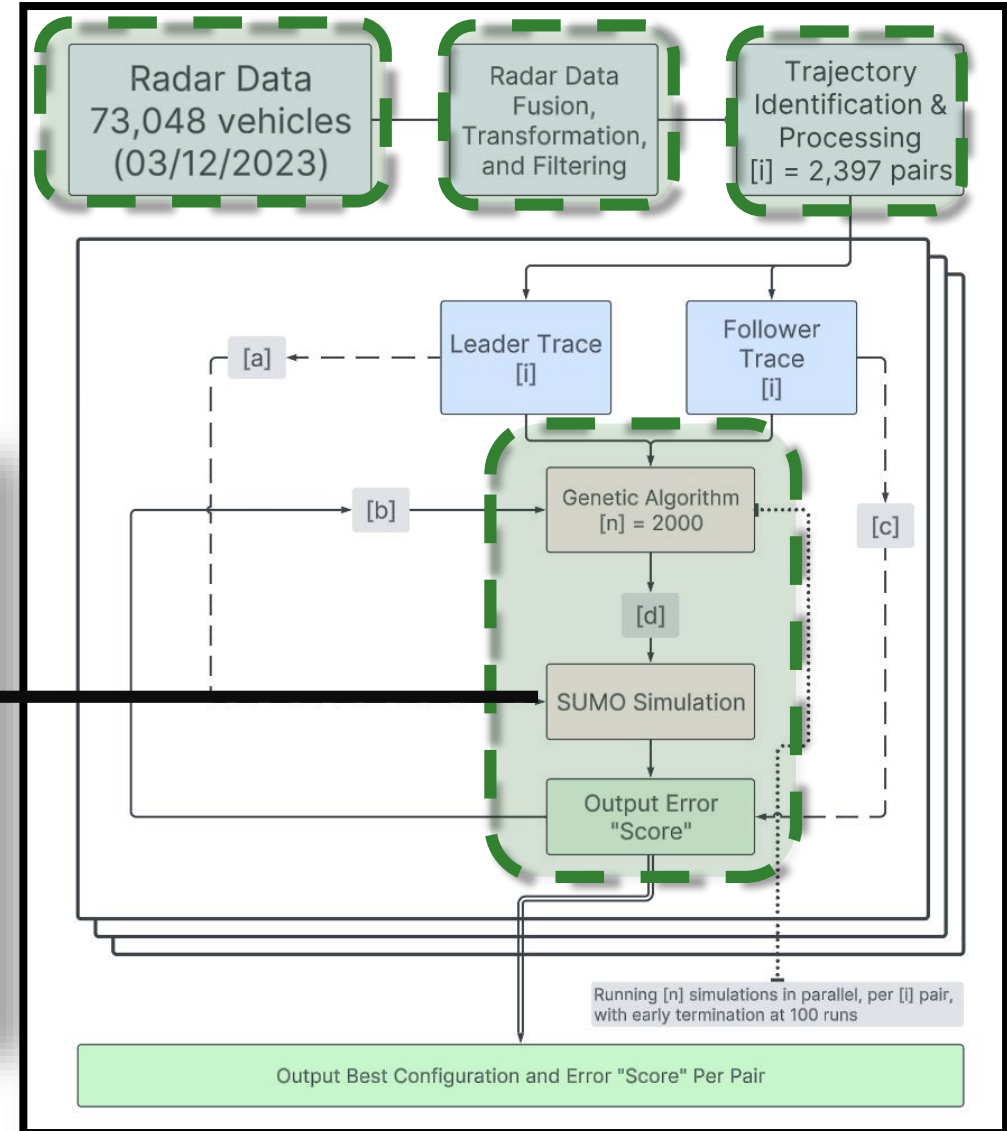 Radar Data
73,048 vehicles
(03/12/2023)
Radar Data
Fusion,
Transformation,
and Filtering
Trajectory
Identification &
Processing
[i] = 2,397 pairs
Leader Trace
[i]
Follower
Trace
[i]
[a]
[b]
Genetic Algorithm
[n] = 2000
[c]
[d]
SUMO Simulation
Output Error
"Score"
Running [n] simulations in parallel, per [i] pair,
with early termination at 100 runs
Output Best Configuration and Error "Score" Per Pair